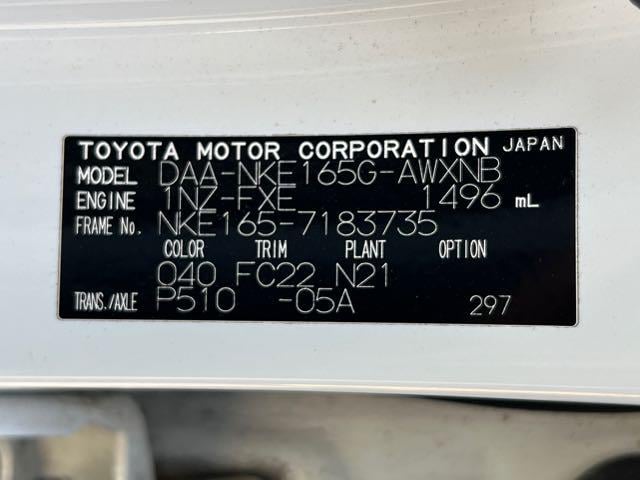 TOYOTA MOTOR CORPORATION JAPAN
MODEL DAA-NKE165G-AWXNB
ENGINE 1NZ-FXE 1496 mL
FRAME No. NKE165-7183735
COLOR TRIM PLANT OPTION
040 FC22 N21
TRANS./AXLE P510 -05A 297